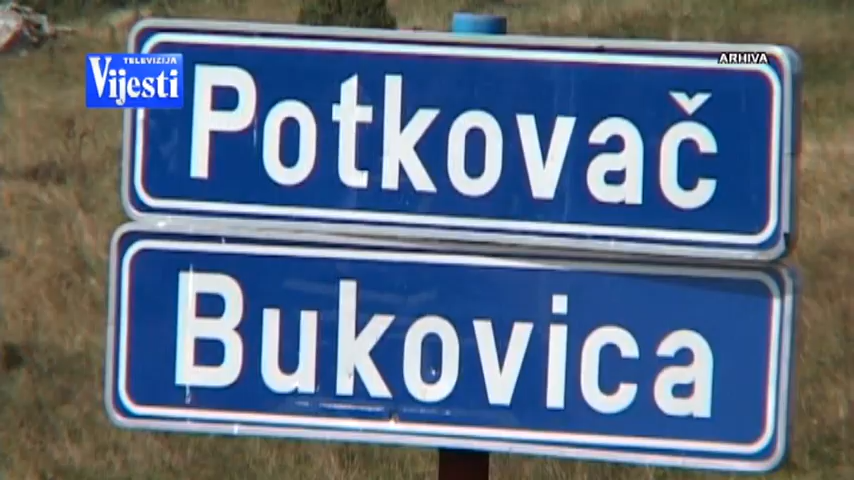 TELEVIZIJA
Vijesti
ARHIVA
Potkovač
Bukovica